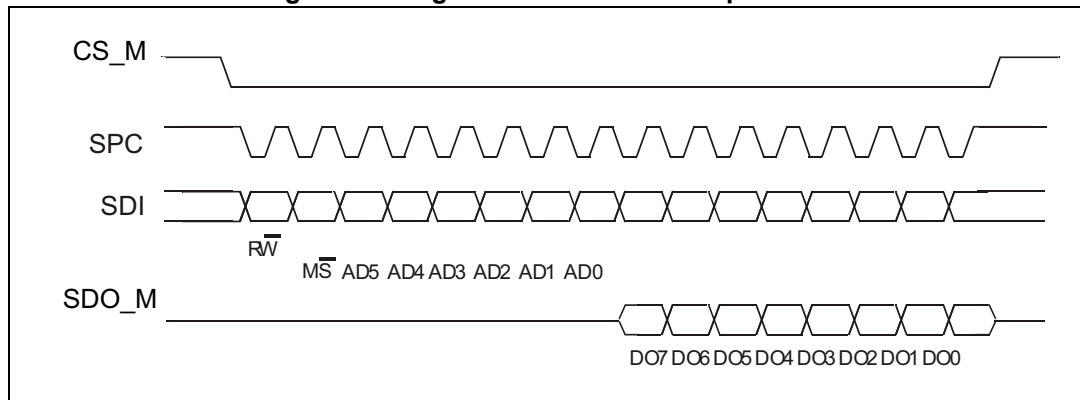 CS_M
SPC
SDI
RW̅
MS̅ AD5 AD4 AD3 AD2 AD1 AD0
SDO_M
DO7 DO6 DO5 DO4 DO3 DO2 DO1 DO0